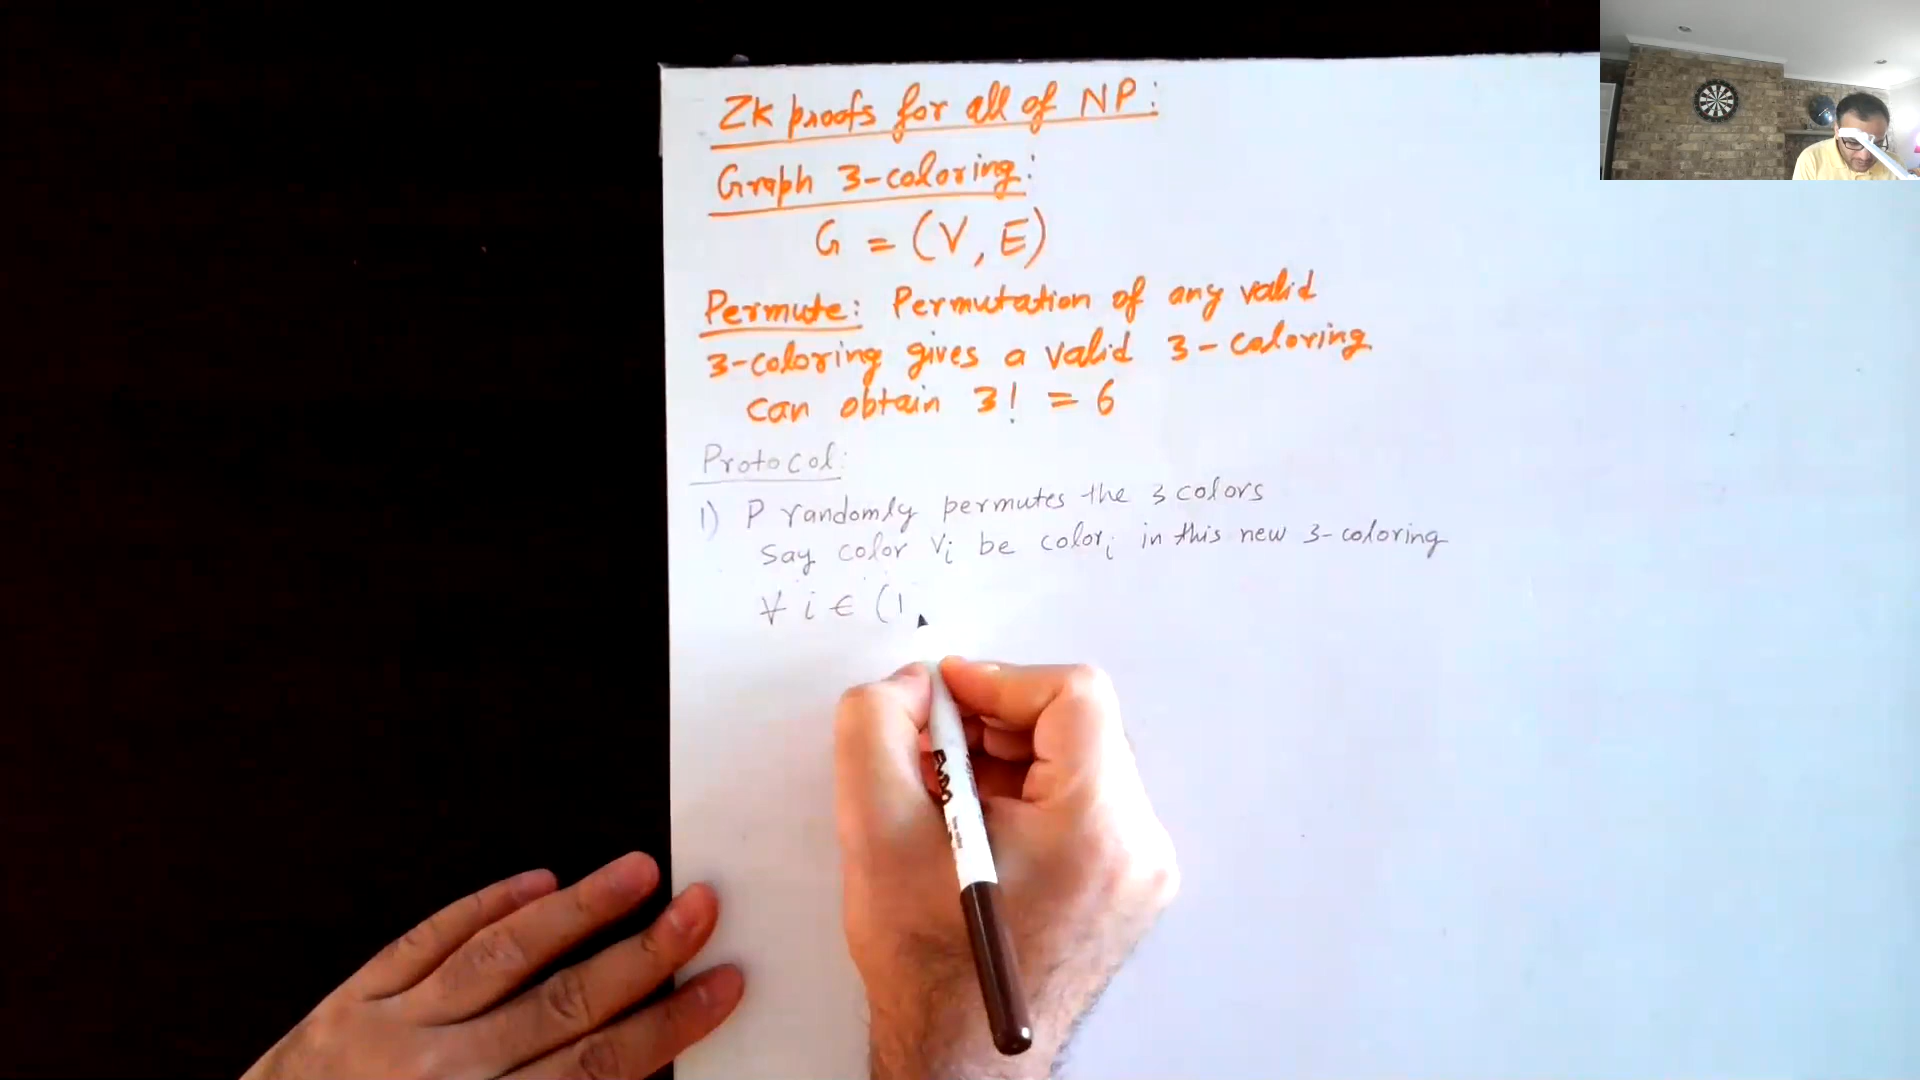 ZK proofs for all of NP:
Graph 3-coloring:
G = (V, E)
Permute: Permutation of any valid
3-coloring gives a valid 3-coloring
can obtain 3! = 6
Protocol:
1) P randomly permutes the 3 colors
Say color vᵢ be colorᵢ in this new 3-coloring
∀ i ∈ (1
EXPO